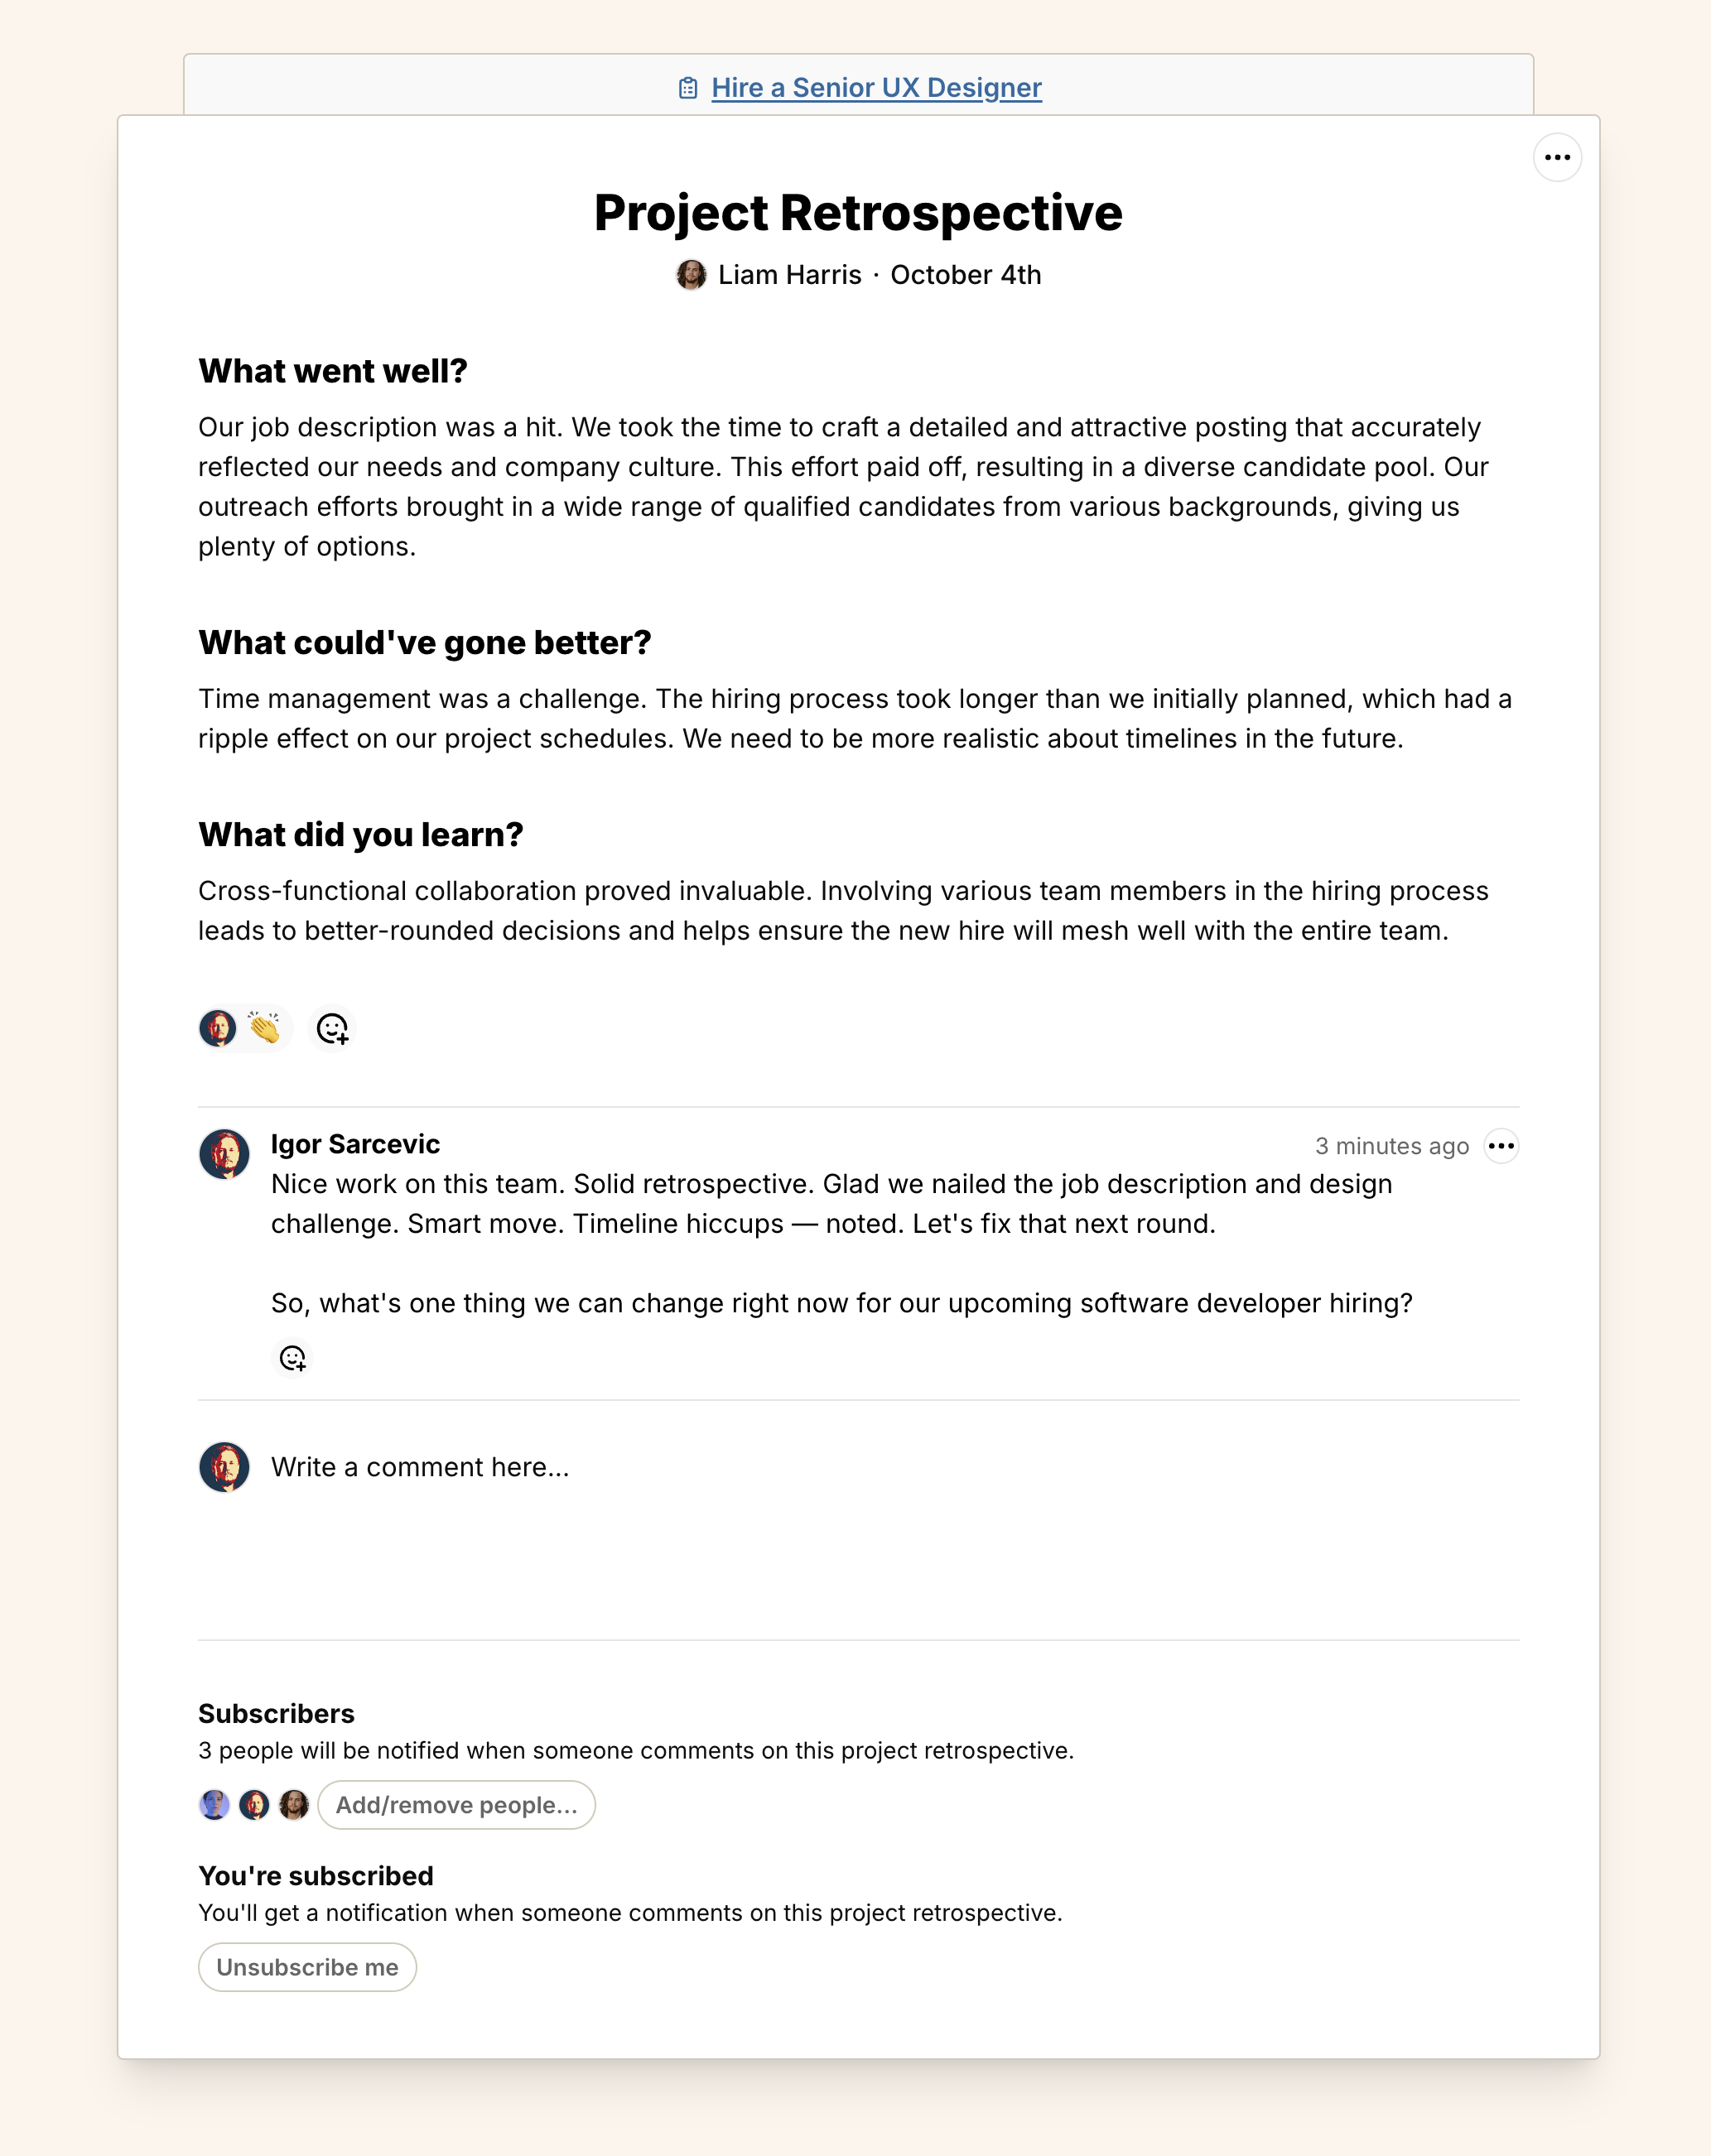 Hire a Senior UX Designer
Project Retrospective
Liam Harris · October 4th
What went well?
Our job description was a hit. We took the time to craft a detailed and attractive posting that accurately
reflected our needs and company culture. This effort paid off, resulting in a diverse candidate pool. Our
outreach efforts brought in a wide range of qualified candidates from various backgrounds, giving us
plenty of options.
What could've gone better?
Time management was a challenge. The hiring process took longer than we initially planned, which had a
ripple effect on our project schedules. We need to be more realistic about timelines in the future.
What did you learn?
Cross-functional collaboration proved invaluable. Involving various team members in the hiring process
leads to better-rounded decisions and helps ensure the new hire will mesh well with the entire team.
Igor Sarcevic
3 minutes ago
Nice work on this team. Solid retrospective. Glad we nailed the job description and design
challenge. Smart move. Timeline hiccups — noted. Let's fix that next round.
So, what's one thing we can change right now for our upcoming software developer hiring?
Write a comment here...
Subscribers
3 people will be notified when someone comments on this project retrospective.
Add/remove people...
You're subscribed
You'll get a notification when someone comments on this project retrospective.
Unsubscribe me